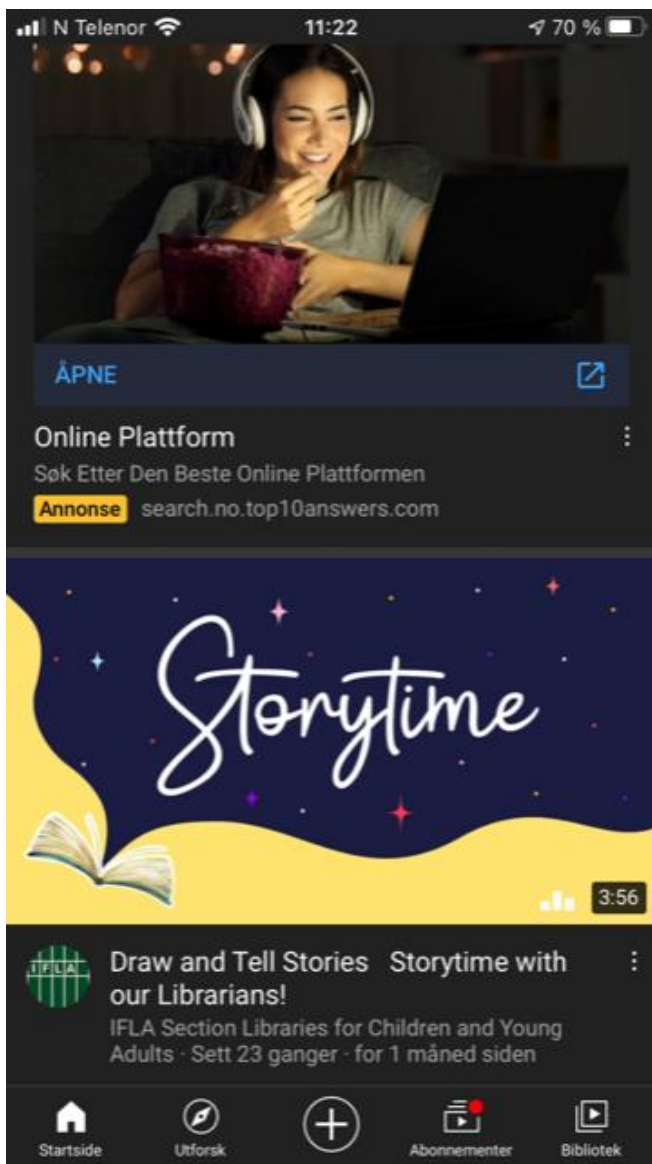 N Telenor 11:22 70 %
ÅPNE
Online Plattform
Søk Etter Den Beste Online Plattformen
Annonse search.no.top10answers.com
Storytime
3:56
IFLA
Draw and Tell Stories Storytime with
our Librarians!
IFLA Section Libraries for Children and Young
Adults · Sett 23 ganger · for 1 måned siden
Startside Utforsk Abonnementer Bibliotek